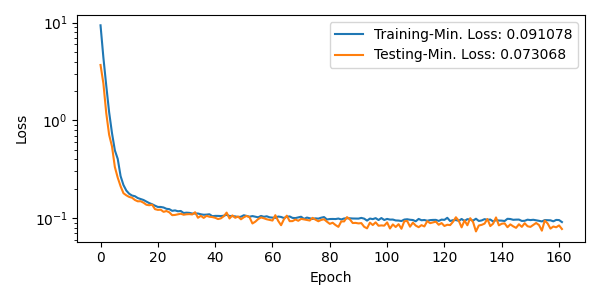 Training-Min. Loss: 0.091078
Testing-Min. Loss: 0.073068
10¹
10⁰
10⁻¹
Loss
0 20 40 60 80 100 120 140 160
Epoch